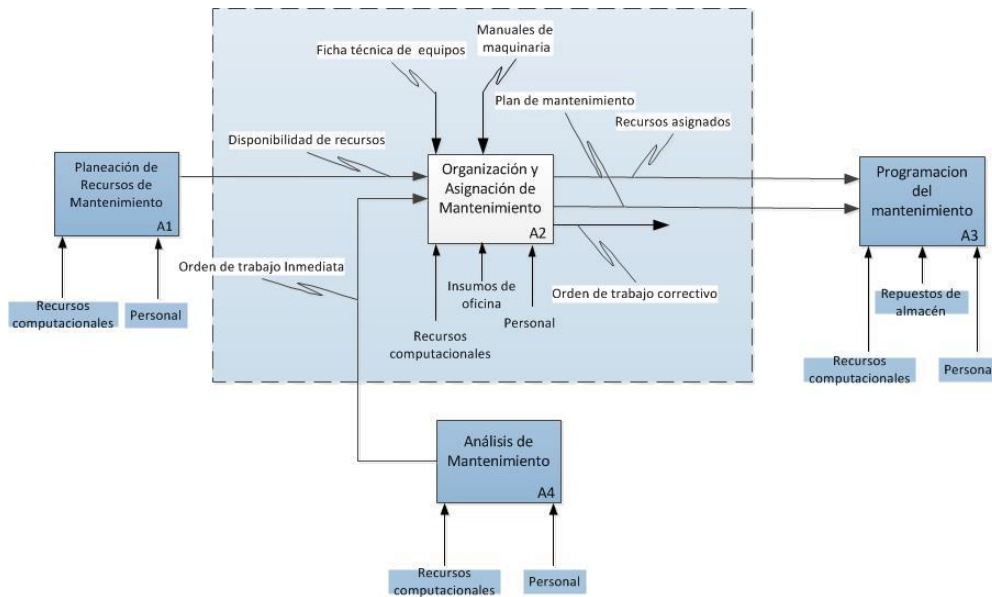 Manuales de
maquinaria
Ficha técnica de equipos
Plan de mantenimiento
Recursos asignados
Disponibilidad de recursos
Planeación de
Recursos de
Mantenimiento
A1
Organización y
Asignación de
Mantenimiento
A2
Programacion
del
mantenimiento
A3
Orden de trabajo Inmediata
Insumos de
oficina
Orden de trabajo correctivo
Recursos
computacionales
Personal
Personal
Recursos
computacionales
Repuestos de
almacén
Recursos
computacionales
Personal
Análisis de
Mantenimiento
A4
Recursos
computacionales
Personal